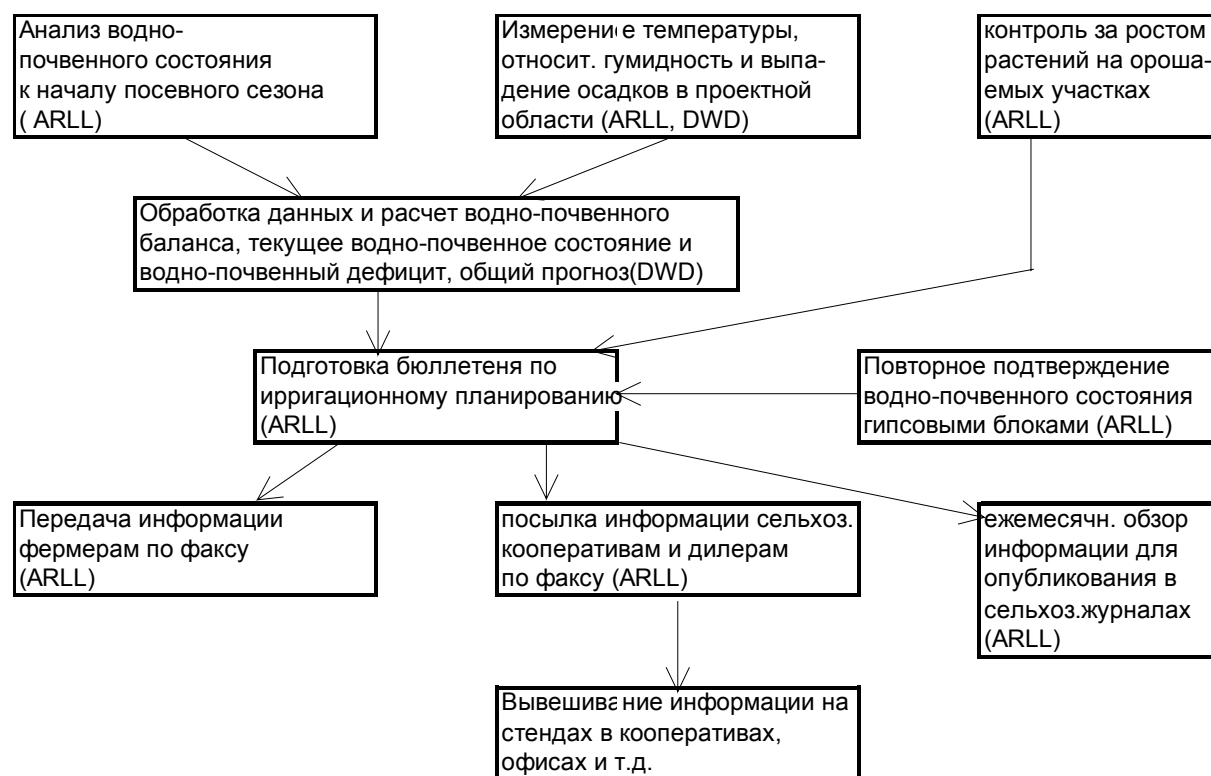 Анализ водно-
почвенного состояния
к началу посевного сезона
( ARLL)
Измерение температуры,
относит. гумидность и выпа-
дение осадков в проектной
области (ARLL, DWD)
контроль за ростом
растений на ороша-
емых участках
(ARLL)
Обработка данных и расчет водно-почвенного
баланса, текущее водно-почвенное состояние и
водно-почвенный дефицит, общий прогноз(DWD)
Подготовка бюллетеня по
ирригационному планированию
(ARLL)
Повторное подтверждение
водно-почвенного состояния
гипсовыми блоками (ARLL)
Передача информации
фермерам по факсу
(ARLL)
посылка информации сельхоз.
кооперативам и дилерам
по факсу (ARLL)
ежемесячн. обзор
информации для
опубликования в
сельхоз.журналах
(ARLL)
Вывешивание информации на
стендах в кооперативах,
офисах и т.д.